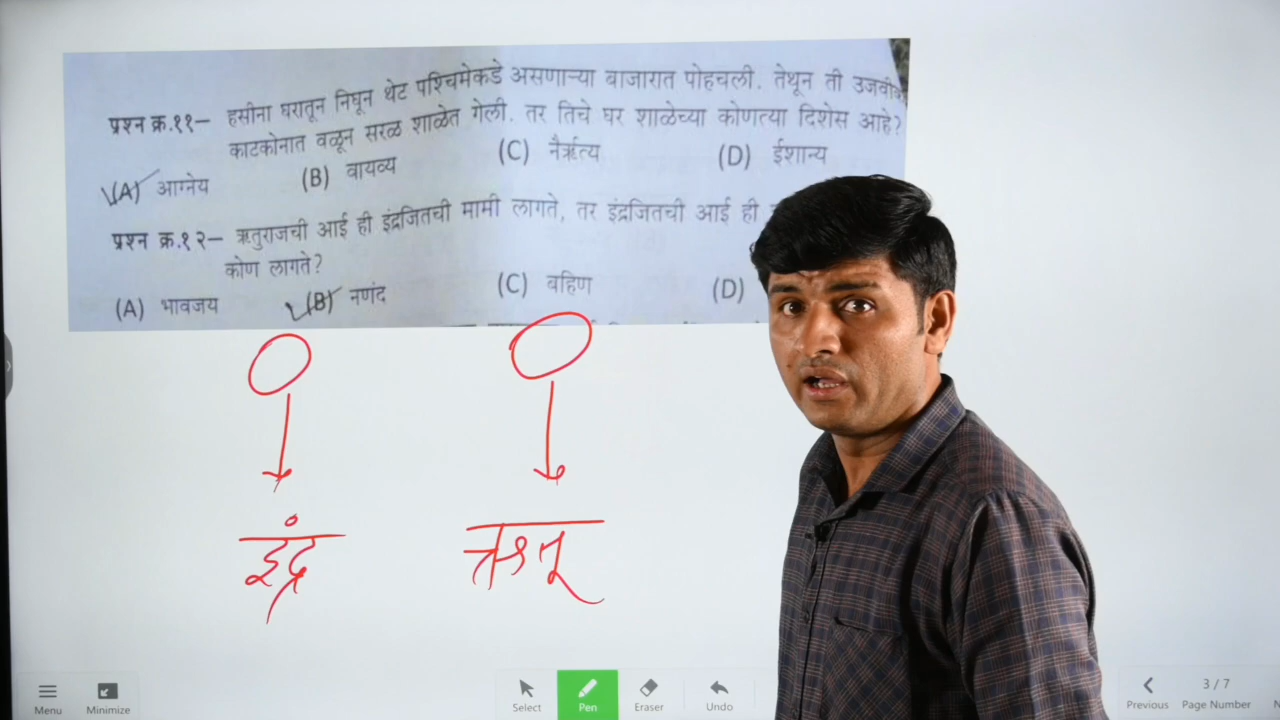 प्रश्न क्र.११— हसीना घरातून निघून थेट पश्चिमेकडे असणाऱ्या बाजारात पोहचली. तेथून ती उजवीक
काटकोनात वळून सरळ शाळेत गेली. तर तिचे घर शाळेच्या कोणत्या दिशेस आहे?
(A) आग्नेय (B) वायव्य (C) नैर्ऋत्य (D) ईशान्य
प्रश्न क्र.१२— ऋतुराजची आई ही इंद्रजितची मामी लागते, तर इंद्रजितची आई ही
कोण लागते?
(A) भावजय (B) नणंद (C) बहिण (D)
इंद्र ऋतू
Menu Minimize Select Pen Eraser Undo Previous 3 / 7 Page Number